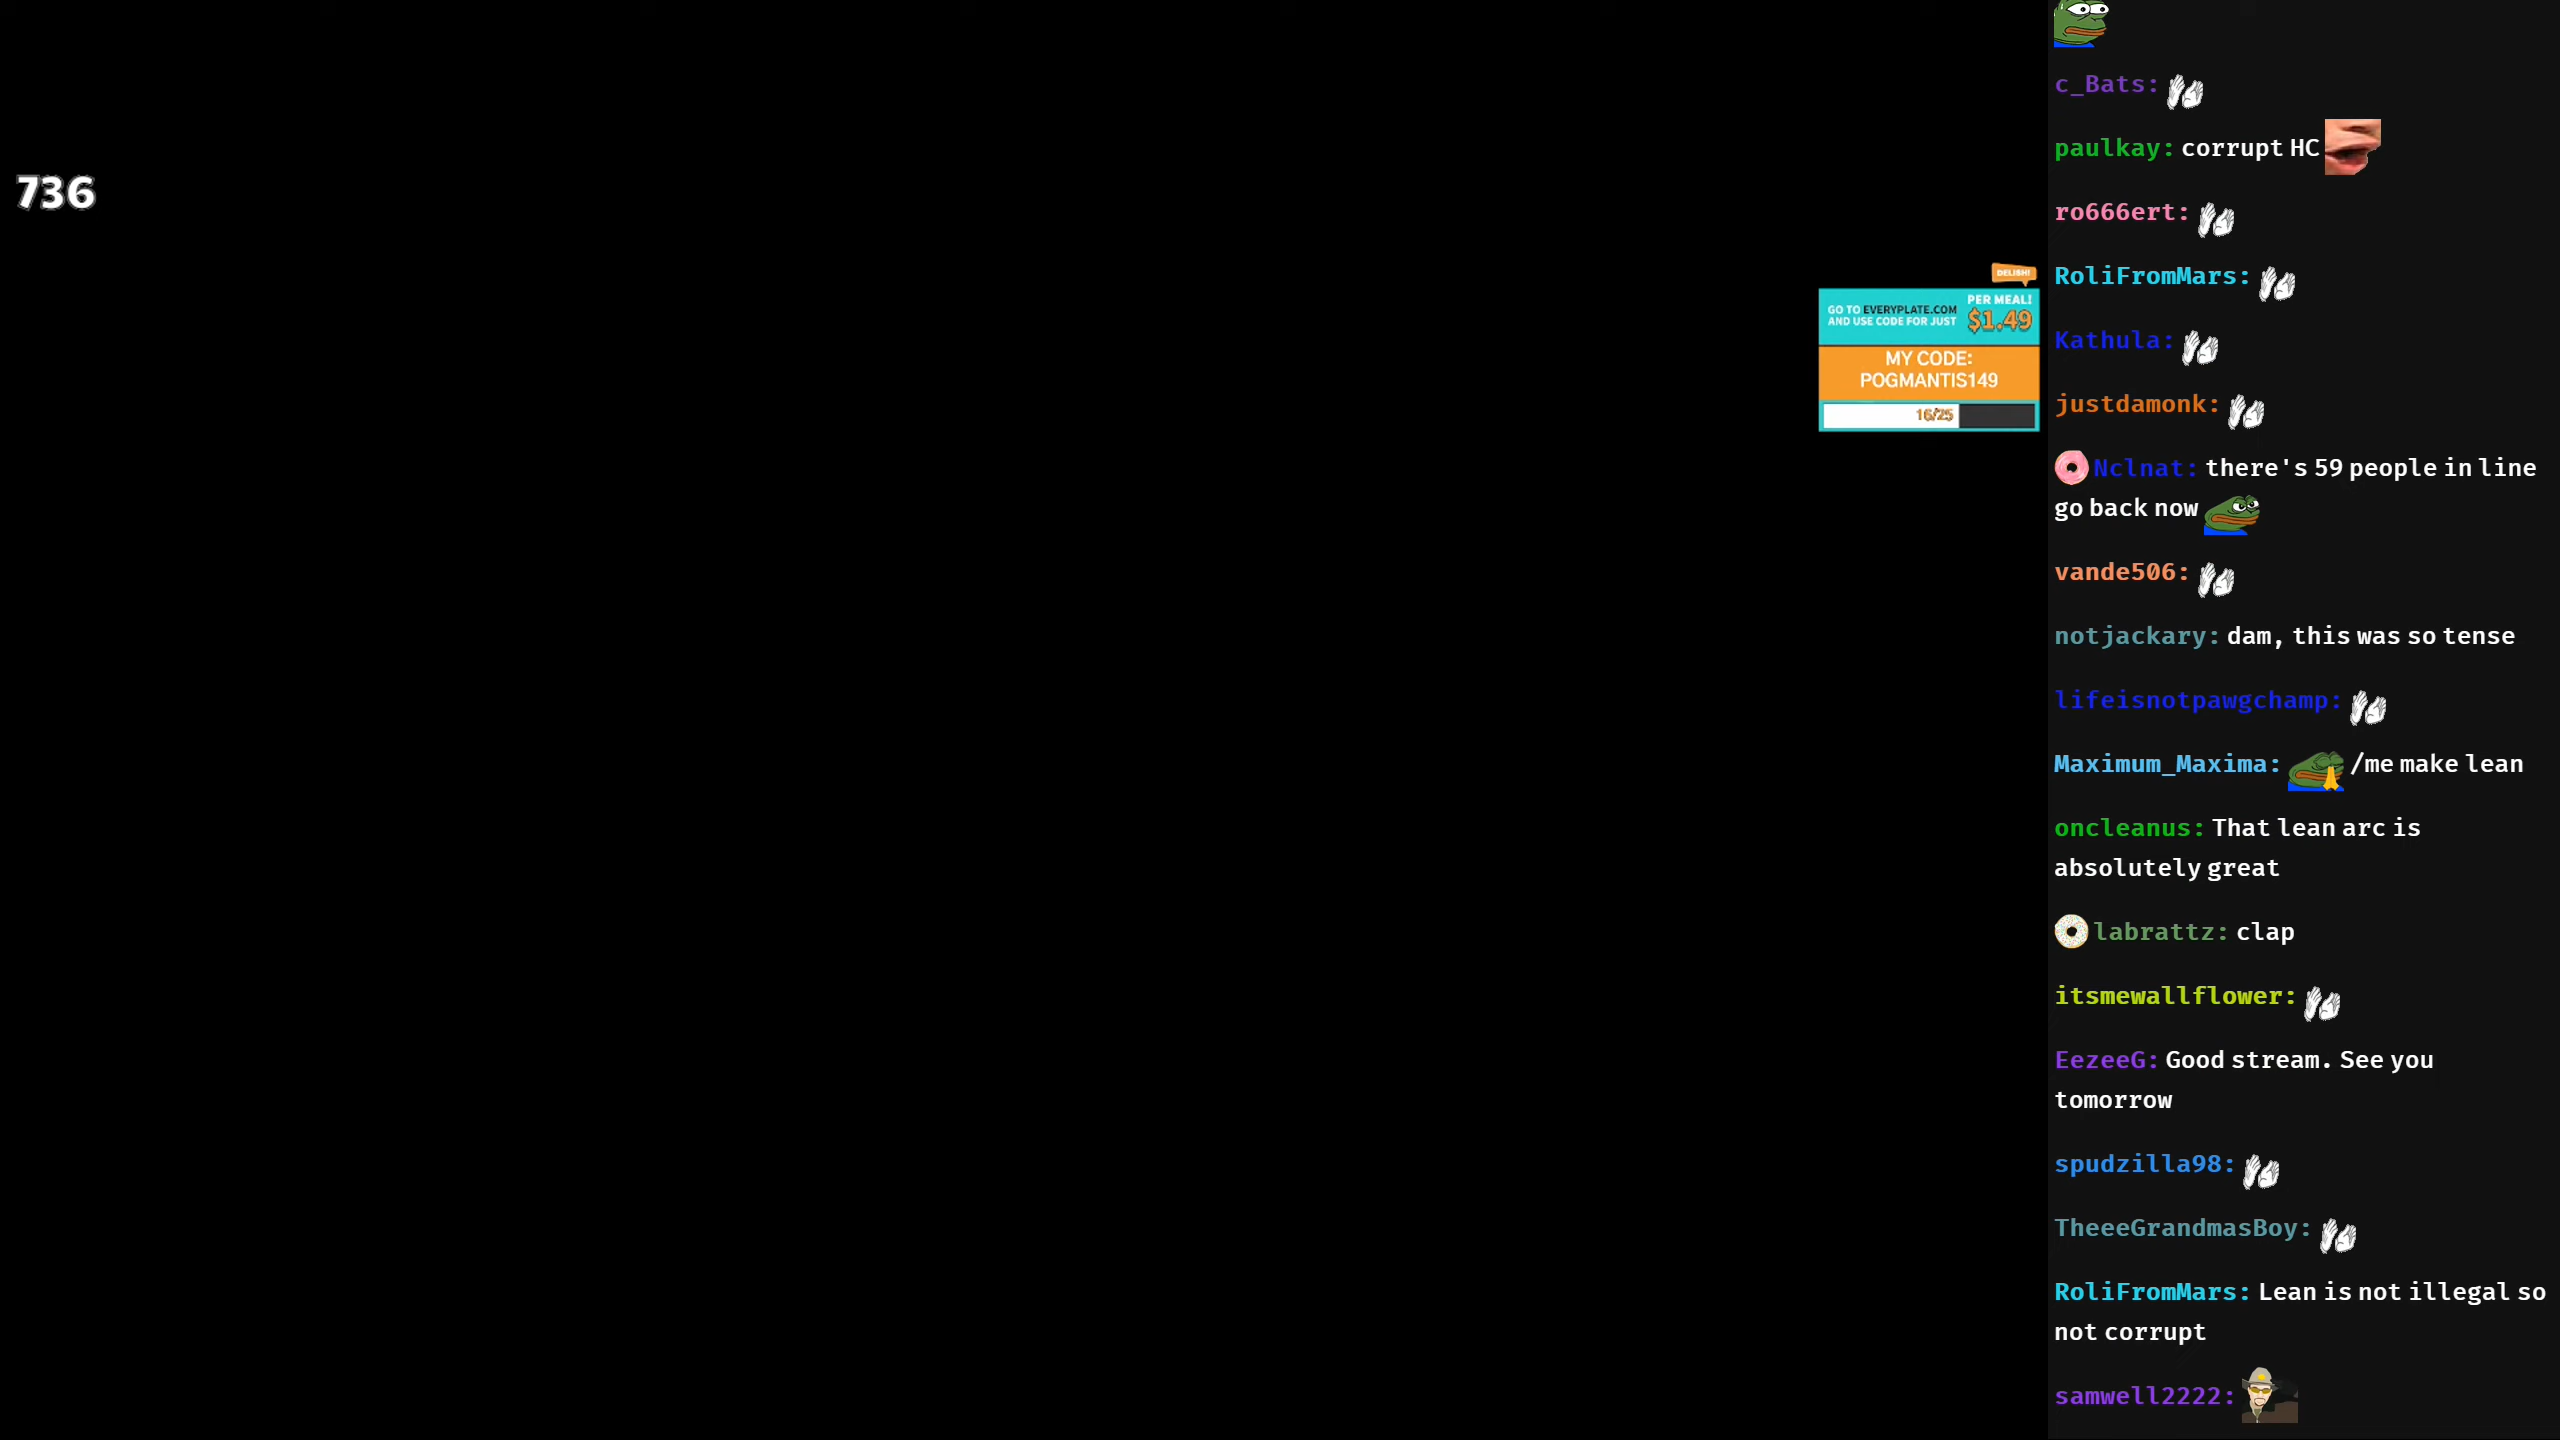 736
DELISH!
GO TO EVERYPLATE.COM
AND USE CODE FOR JUST
PER MEAL!
$1.49
MY CODE:
POGMANTIS149
16/25
c_Bats:
paulkay: corrupt HC
ro666ert:
RoliFromMars:
Kathula:
justdamonk:
Nclnat: there's 59 people in line
go back now
vande506:
notjackary: dam, this was so tense
lifeisnotpawgchamp:
Maximum_Maxima: /me make lean
oncleanus: That lean arc is
absolutely great
labrattz: clap
itsmewallflower:
EezeeG: Good stream. See you
tomorrow
spudzilla98:
TheeeGrandmasBoy:
RoliFromMars: Lean is not illegal so
not corrupt
samwell2222: